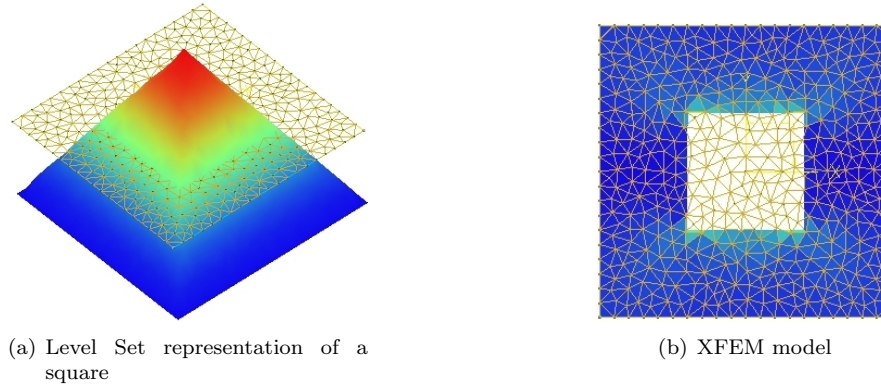 (a) Level Set representation of a
square
(b) XFEM model
Y
X